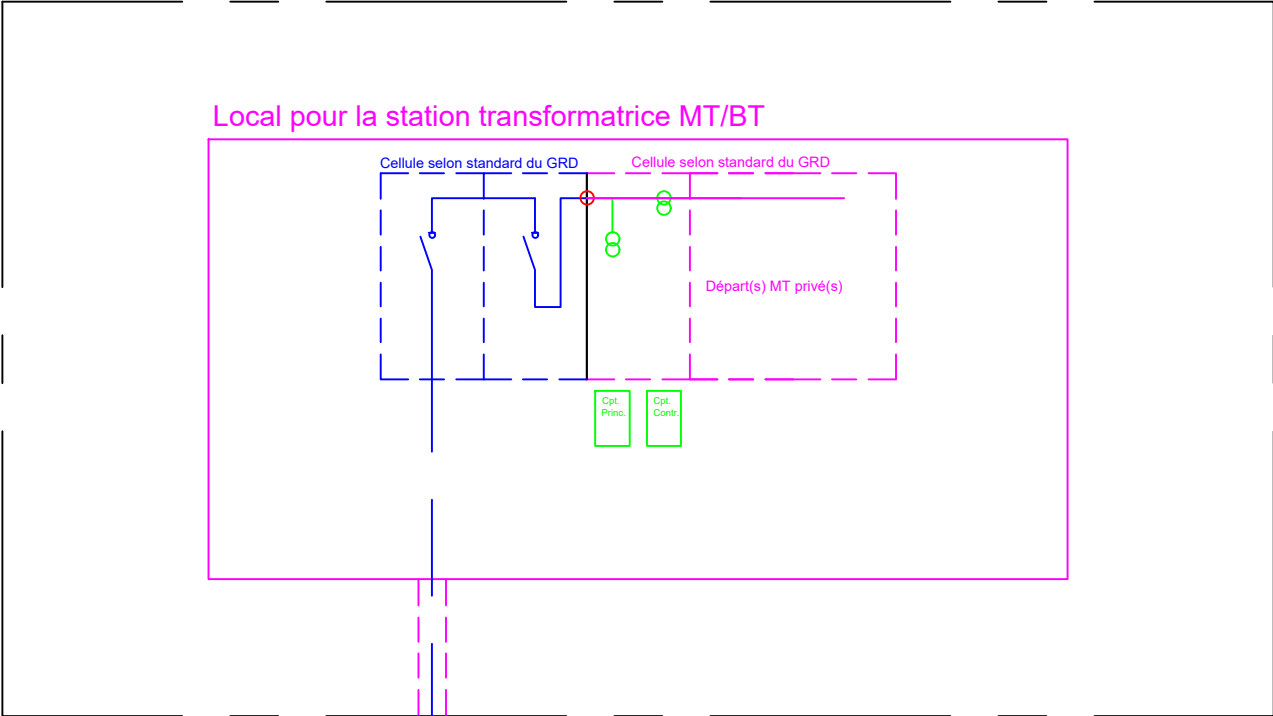 Local pour la station transformatrice MT/BT
Cellule selon standard du GRD
Cellule selon standard du GRD
Départ(s) MT privé(s)
Cpt.
Princ.
Cpt.
Contr.